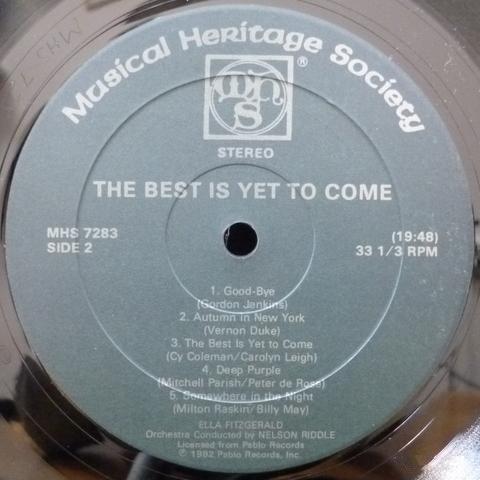 Musical Heritage Society
mhs
®
STEREO
THE BEST IS YET TO COME
MHS 7283
SIDE 2
(19:48)
33 1/3 RPM
1. Good-Bye
(Gordon Jenkins)
2. Autumn in New York
(Vernon Duke)
3. The Best Is Yet to Come
(Cy Coleman/Carolyn Leigh)
4. Deep Purple
(Mitchell Parish/Peter de Rose)
5. Somewhere in the Night
(Milton Raskin/Billy May)
ELLA FITZGERALD
Orchestra Conducted by NELSON RIDDLE
Licensed from Pablo Records
℗ 1982 Pablo Records, Inc.